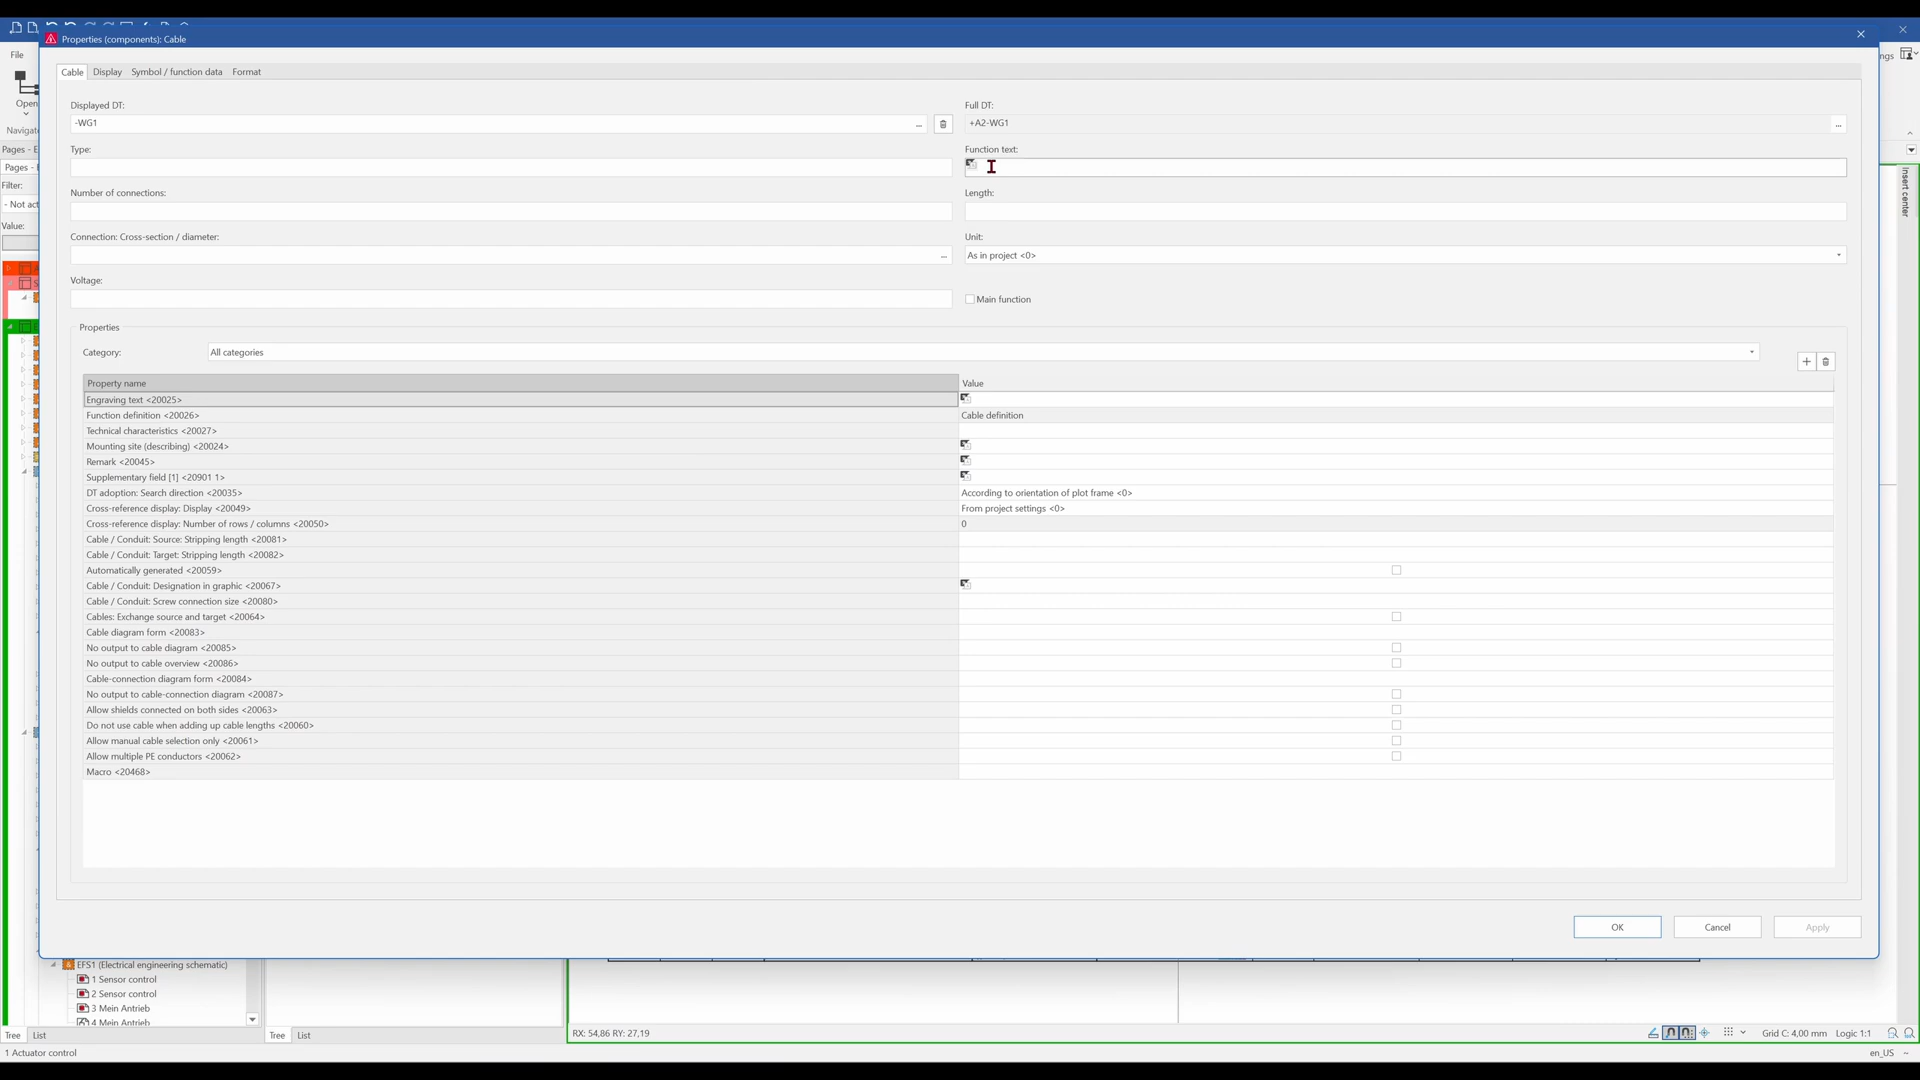 Properties (components): Cable
File
ngs
Open
Navigat
Pages - E
Pages -
Filter:
- Not act
Value:
Insert center
Cable Display Symbol / function data Format
Displayed DT:
-WG1
...
Full DT:
+A2-WG1
...
Type:
Function text:
Number of connections:
Length:
Connection: Cross-section / diameter:
...
Unit:
As in project <0>
Voltage:
Main function
Properties
Category:
All categories
Property name Value
Engraving text <20025>
Function definition <20026> Cable definition
Technical characteristics <20027>
Mounting site (describing) <20024>
Remark <20045>
Supplementary field [1] <20901 1>
DT adoption: Search direction <20035> According to orientation of plot frame <0>
Cross-reference display: Display <20049> From project settings <0>
Cross-reference display: Number of rows / columns <20050> 0
Cable / Conduit: Source: Stripping length <20081>
Cable / Conduit: Target: Stripping length <20082>
Automatically generated <20059>
Cable / Conduit: Designation in graphic <20067>
Cable / Conduit: Screw connection size <20080>
Cables: Exchange source and target <20064>
Cable diagram form <20083>
No output to cable diagram <20085>
No output to cable overview <20086>
Cable-connection diagram form <20084>
No output to cable-connection diagram <20087>
Allow shields connected on both sides <20063>
Do not use cable when adding up cable lengths <20060>
Allow manual cable selection only <20061>
Allow multiple PE conductors <20062>
Macro <20468>
OK Cancel Apply
EFS1 (Electrical engineering schematic)
1 Sensor control
2 Sensor control
3 Mein Antrieb
4 Mein Antrieb
Tree List
Tree List
RX: 54,86 RY: 27,19
Grid C: 4,00 mm Logic 1:1
1 Actuator control
en_US